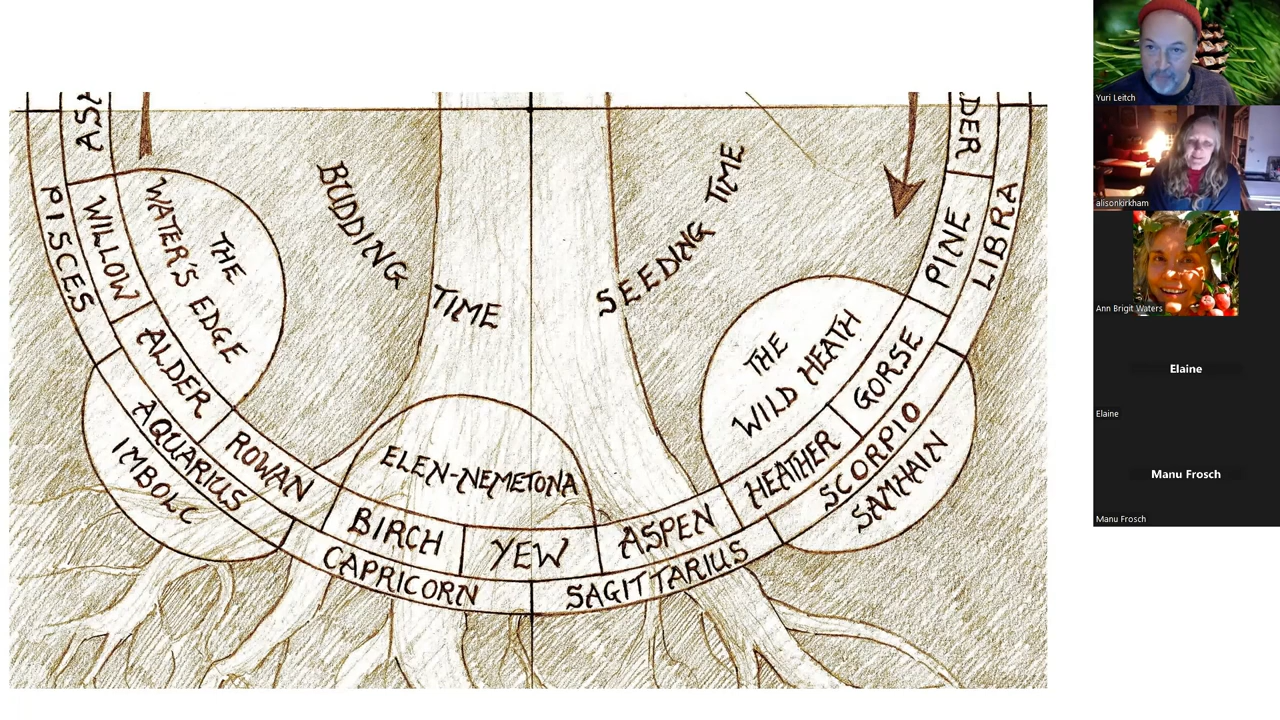 ASP
DER
BUDDING
TIME
SEEDING TIME
PISCES
WILLOW
THE
WATER'S EDGE
ALDER
AQUARIUS
IMBOLC
ROWAN
ELEN-NEMETONA
BIRCH
CAPRICORN
YEW
ASPEN
SAGITTARIUS
THE
WILD HEATH
HEATHER
GORSE
SCORPIO
SAMHAIN
PINE
LIBRA
Yuri Leitch
alisonkirkham
Ann Brigit Waters
Elaine
Elaine
Manu Frosch
Manu Frosch